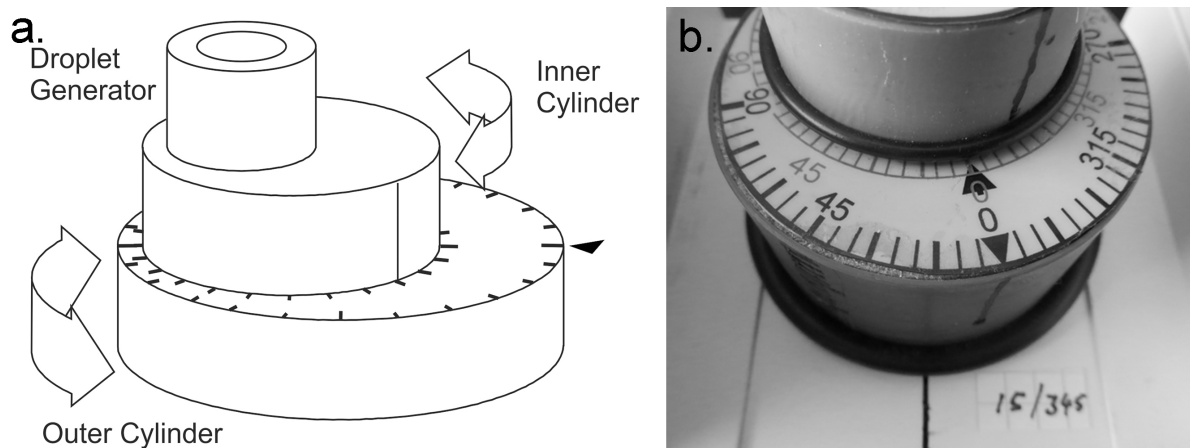 a.
Droplet
Generator
Inner
Cylinder
Outer Cylinder
b.
90
90
45
45
0
0
315
315
270
15/345